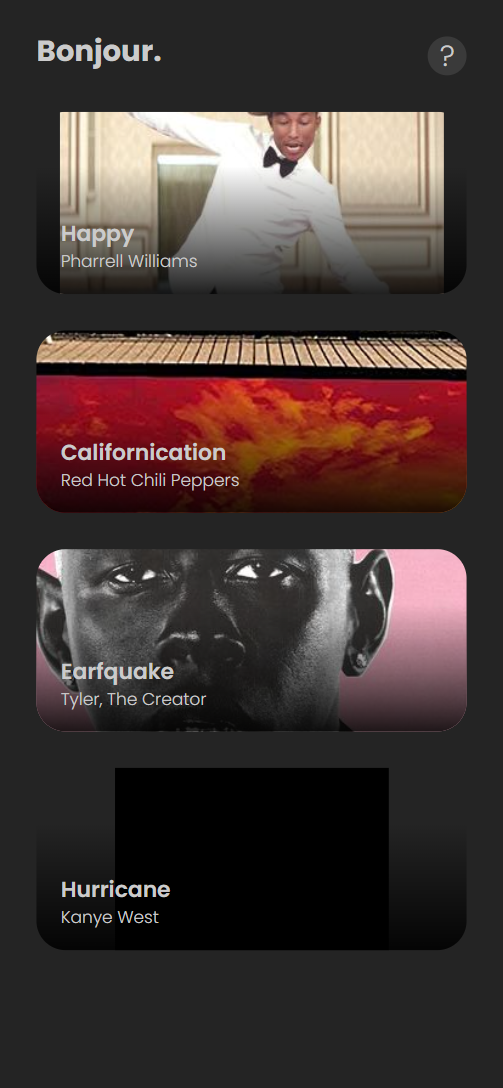 Bonjour.
?
Happy
Pharrell Williams
Californication
Red Hot Chili Peppers
Earfquake
Tyler, The Creator
Hurricane
Kanye West